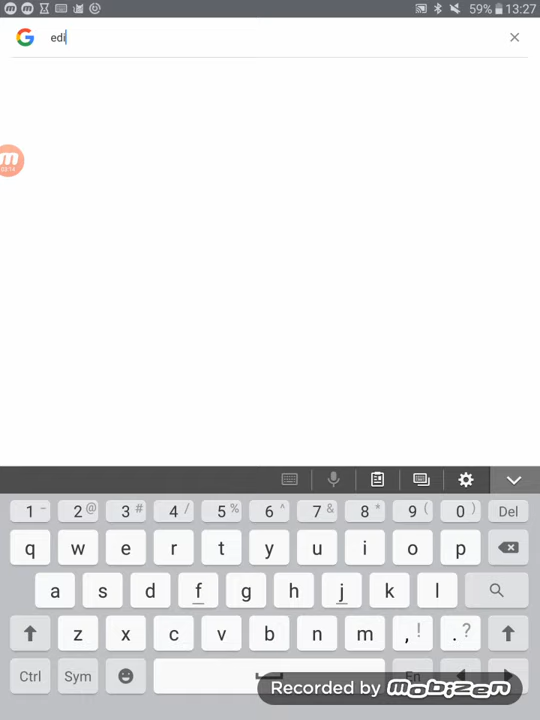 59% 13:27
edi
1 - 2 @ 3 # 4 / 5 % 6 ^ 7 & 8 * 9 ( 0 ) Del
q w e r t y u i o p
a s d f g h j k l
z x c v b n m , ! . ?
Ctrl Sym En
Recorded by mobizen